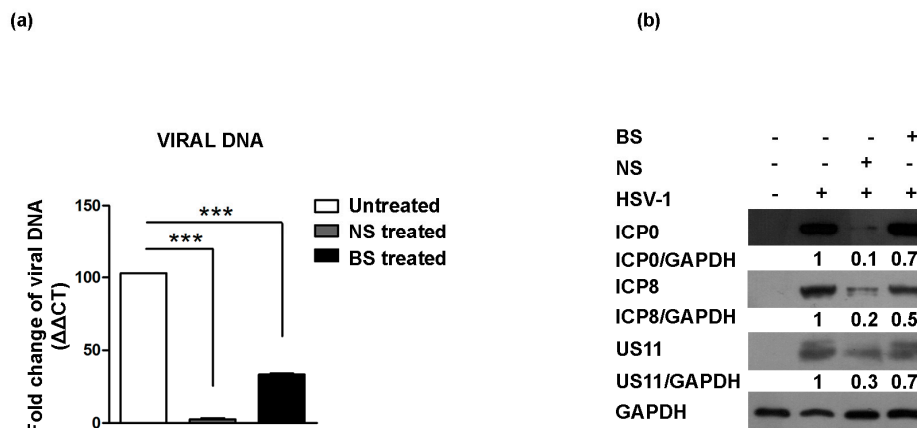 (a)
(b)
VIRAL DNA
Fold change of viral DNA
(ΔΔCT)
150
100
50
0
***
***
Untreated
NS treated
BS treated
BS - - - +
NS - - +
HSV-1 - + + +
ICP0
ICP0/GAPDH 1 0.1 0.7
ICP8
ICP8/GAPDH 1 0.2 0.5
US11
US11/GAPDH 1 0.3 0.7
GAPDH